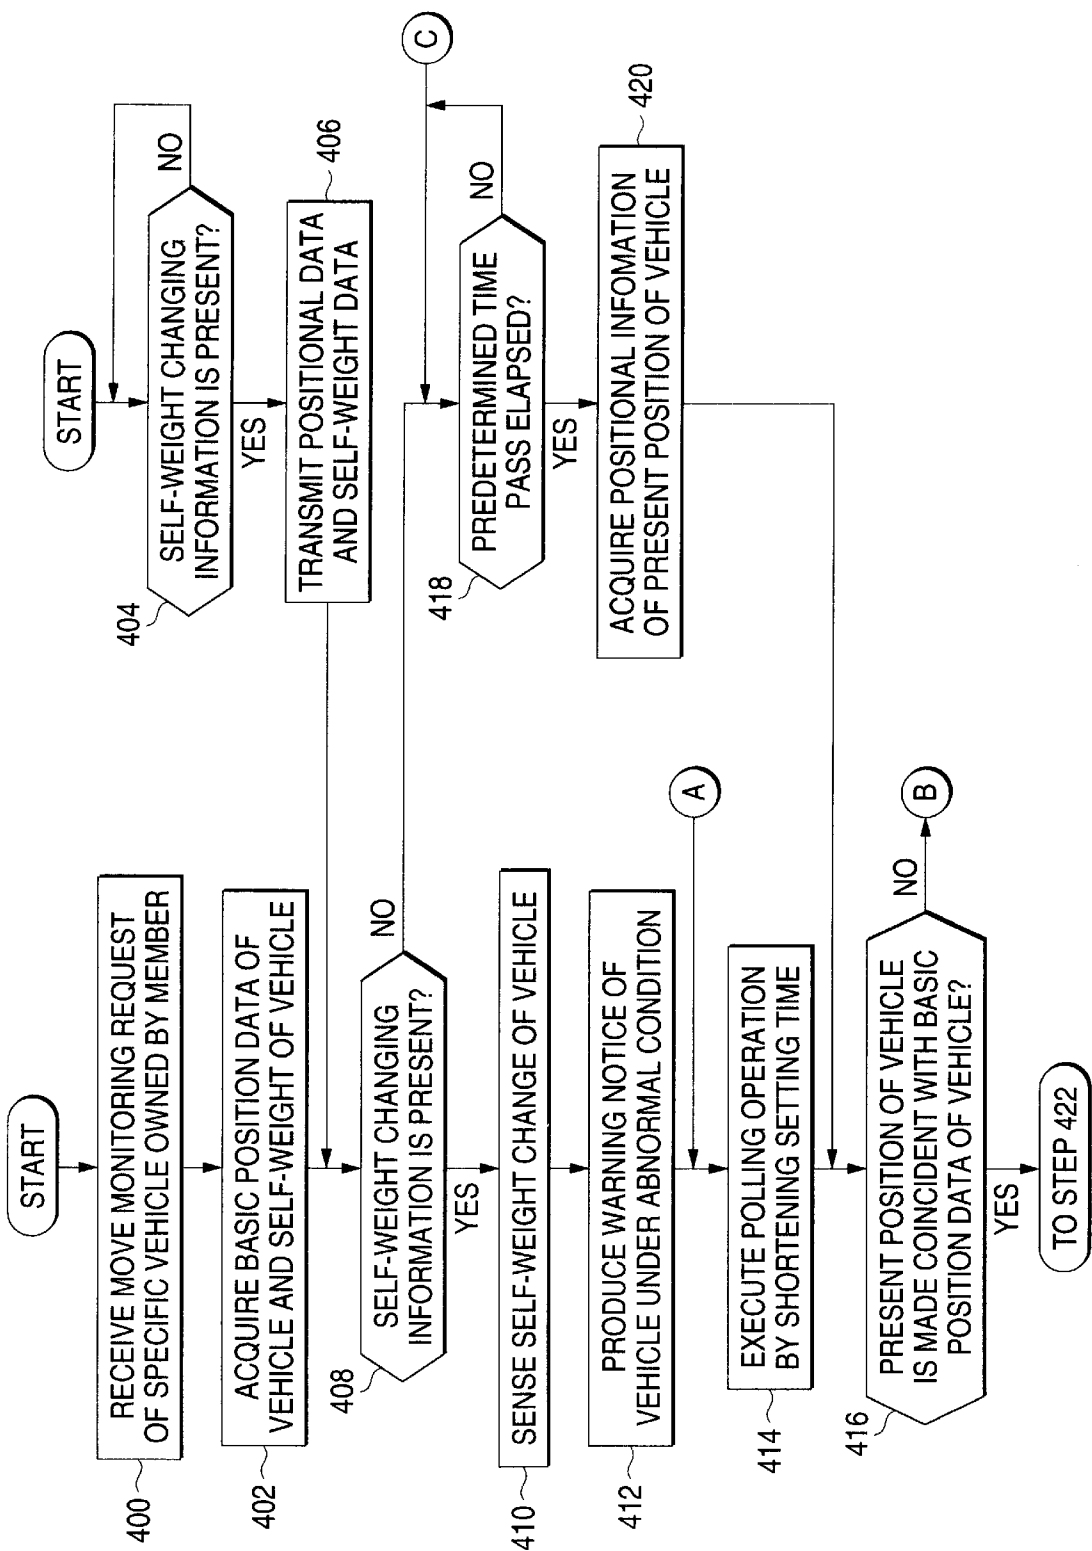 START
400
RECEIVE MOVE MONITORING REQUEST
OF SPECIFIC VEHICLE OWNED BY MEMBER
402
ACQUIRE BASIC POSITION DATA OF
VEHICLE AND SELF-WEIGHT OF VEHICLE
408
SELF-WEIGHT CHANGING
INFORMATION IS PRESENT?
NO
YES
410
SENSE SELF-WEIGHT CHANGE OF VEHICLE
412
PRODUCE WARNING NOTICE OF
VEHICLE UNDER ABNORMAL CONDITION
A
414
EXECUTE POLLING OPERATION
BY SHORTENING SETTING TIME
416
PRESENT POSITION OF VEHICLE
IS MADE COINCIDENT WITH BASIC
POSITION DATA OF VEHICLE?
NO
B
YES
TO STEP 422
START
404
SELF-WEIGHT CHANGING
INFORMATION IS PRESENT?
NO
YES
406
TRANSMIT POSITIONAL DATA
AND SELF-WEIGHT DATA
C
418
PREDETERMINED TIME
PASS ELAPSED?
NO
YES
420
ACQUIRE POSITIONAL INFOMATION
OF PRESENT POSITION OF VEHICLE